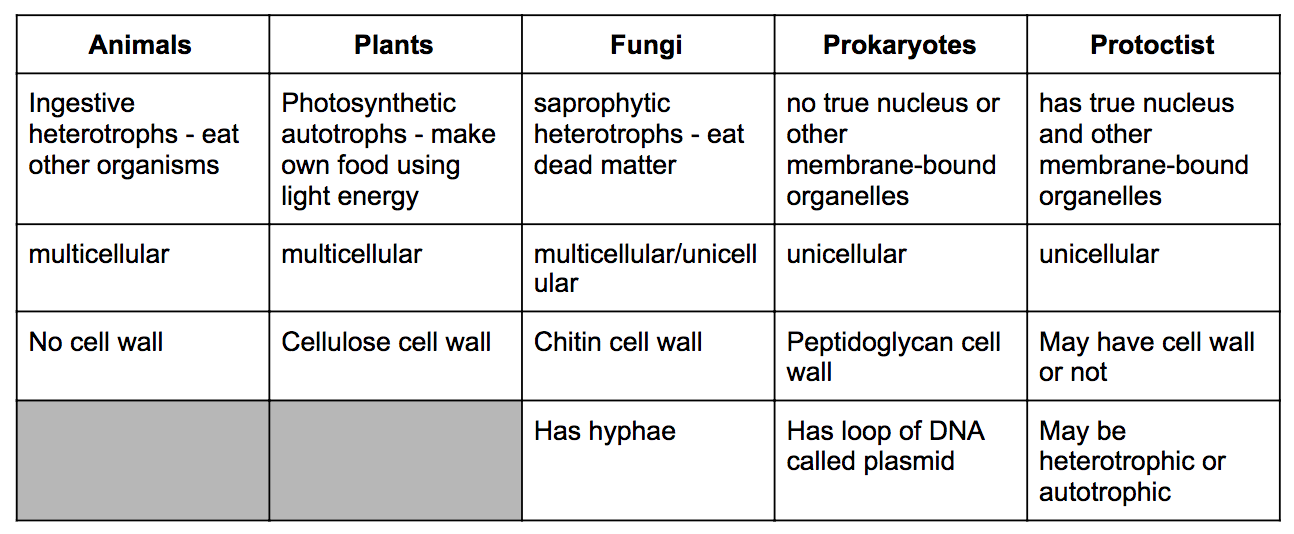 Animals
Plants
Fungi
Prokaryotes
Protoctist
Ingestive
heterotrophs - eat
other organisms
Photosynthetic
autotrophs - make
own food using
light energy
saprophytic
heterotrophs - eat
dead matter
no true nucleus or
other
membrane-bound
organelles
has true nucleus
and other
membrane-bound
organelles
multicellular
multicellular
multicellular/unicell
ular
unicellular
unicellular
No cell wall
Cellulose cell wall
Chitin cell wall
Peptidoglycan cell
wall
May have cell wall
or not
Has hyphae
Has loop of DNA
called plasmid
May be
heterotrophic or
autotrophic